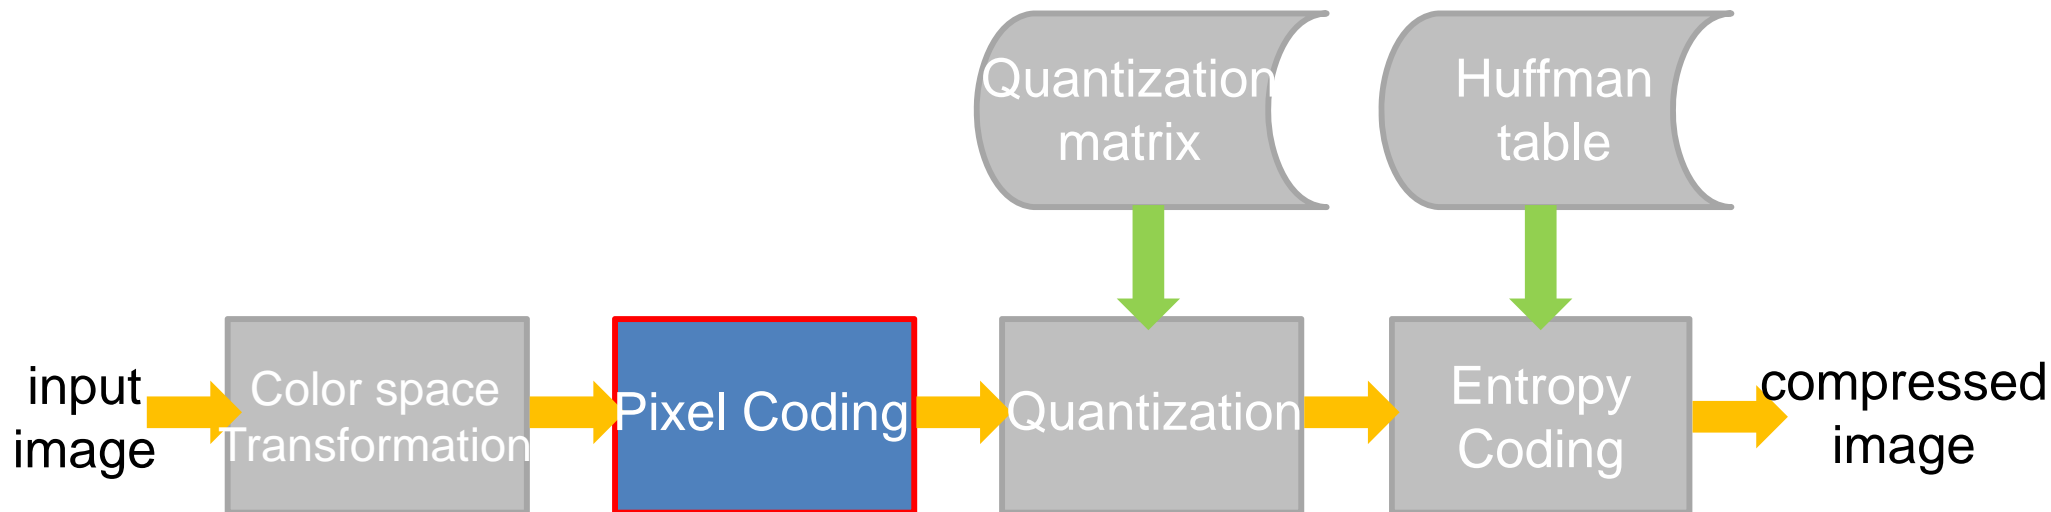 Quantization
matrix
Huffman
table
input
image
Color space
Transformation
Pixel Coding
Quantization
Entropy
Coding
compressed
image